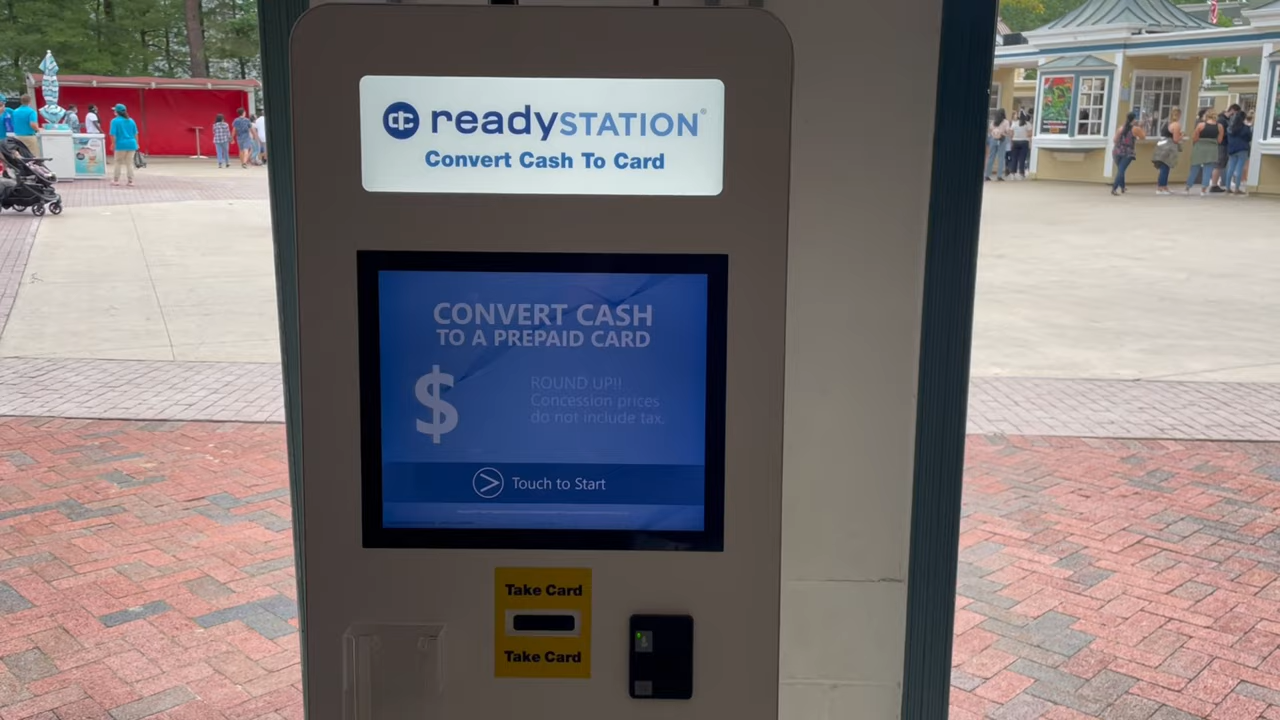 readySTATION®
Convert Cash To Card
CONVERT CASH
TO A PREPAID CARD
$
ROUND UP!!
Concession prices
do not include tax.
Touch to Start
Take Card
Take Card